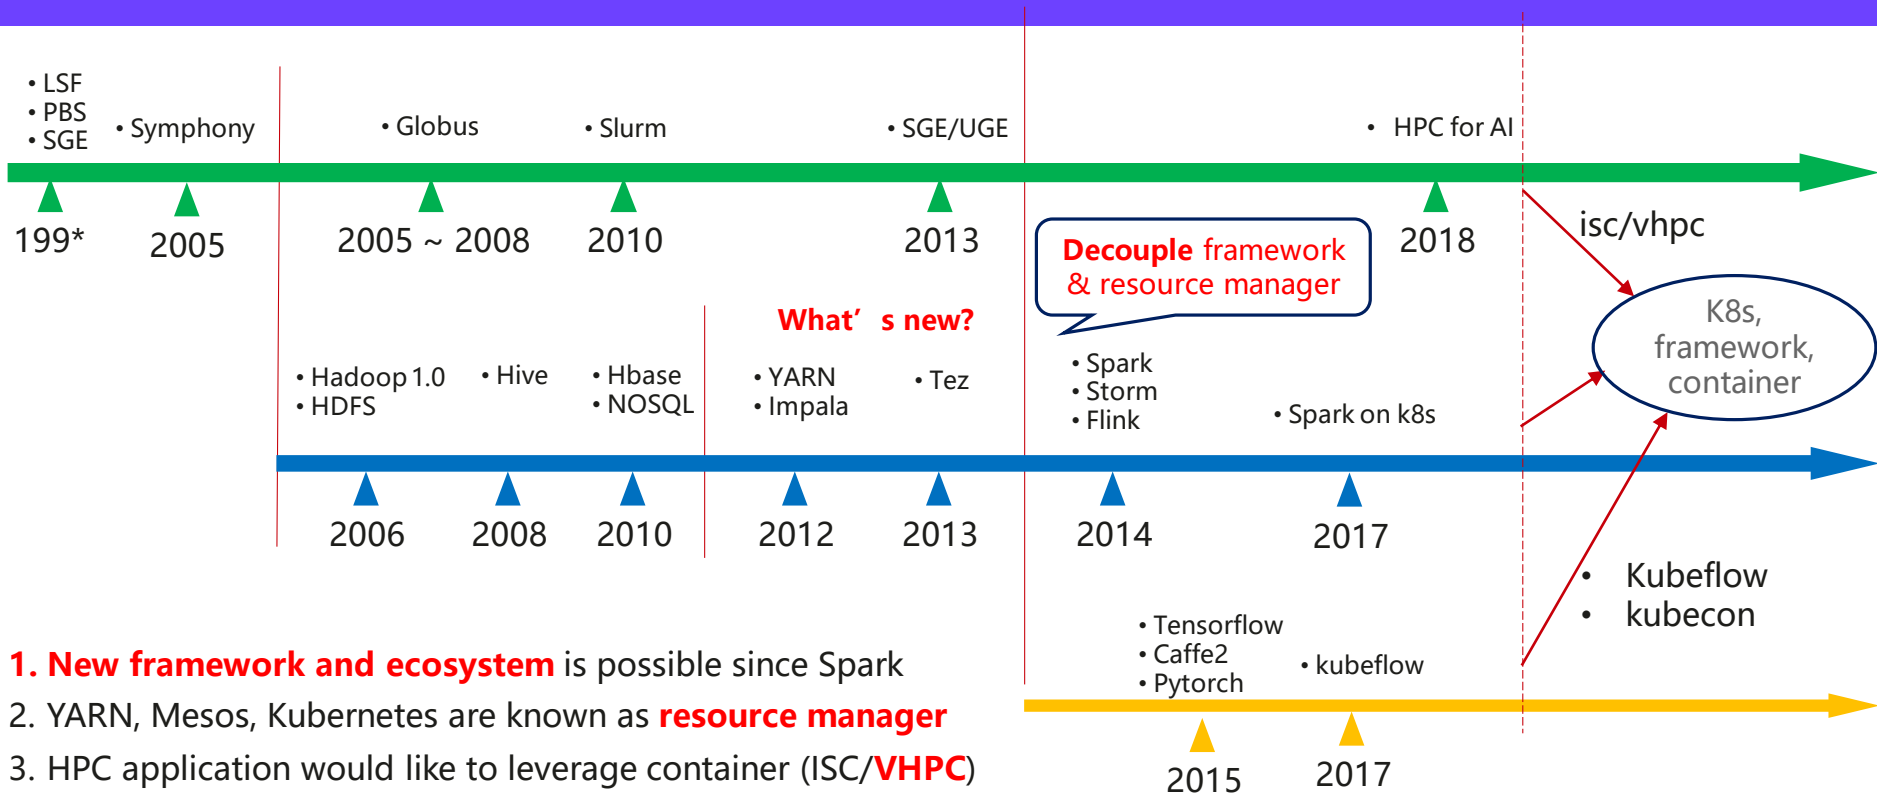 • LSF
• PBS
• SGE
• Symphony
• Globus
• Slurm
• SGE/UGE
• HPC for AI
199*
2005
2005 ~ 2008
2010
2013
2018
isc/vhpc
Decouple framework
& resource manager
What’ s new?
K8s,
framework,
container
• Hadoop 1.0
• HDFS
• Hive
• Hbase
• NOSQL
• YARN
• Impala
• Tez
• Spark
• Storm
• Flink
• Spark on k8s
2006
2008
2010
2012
2013
2014
2017
• Kubeflow
• kubecon
• Tensorflow
• Caffe2
• Pytorch
• kubeflow
2015
2017
1. New framework and ecosystem is possible since Spark
2. YARN, Mesos, Kubernetes are known as resource manager
3. HPC application would like to leverage container (ISC/VHPC)